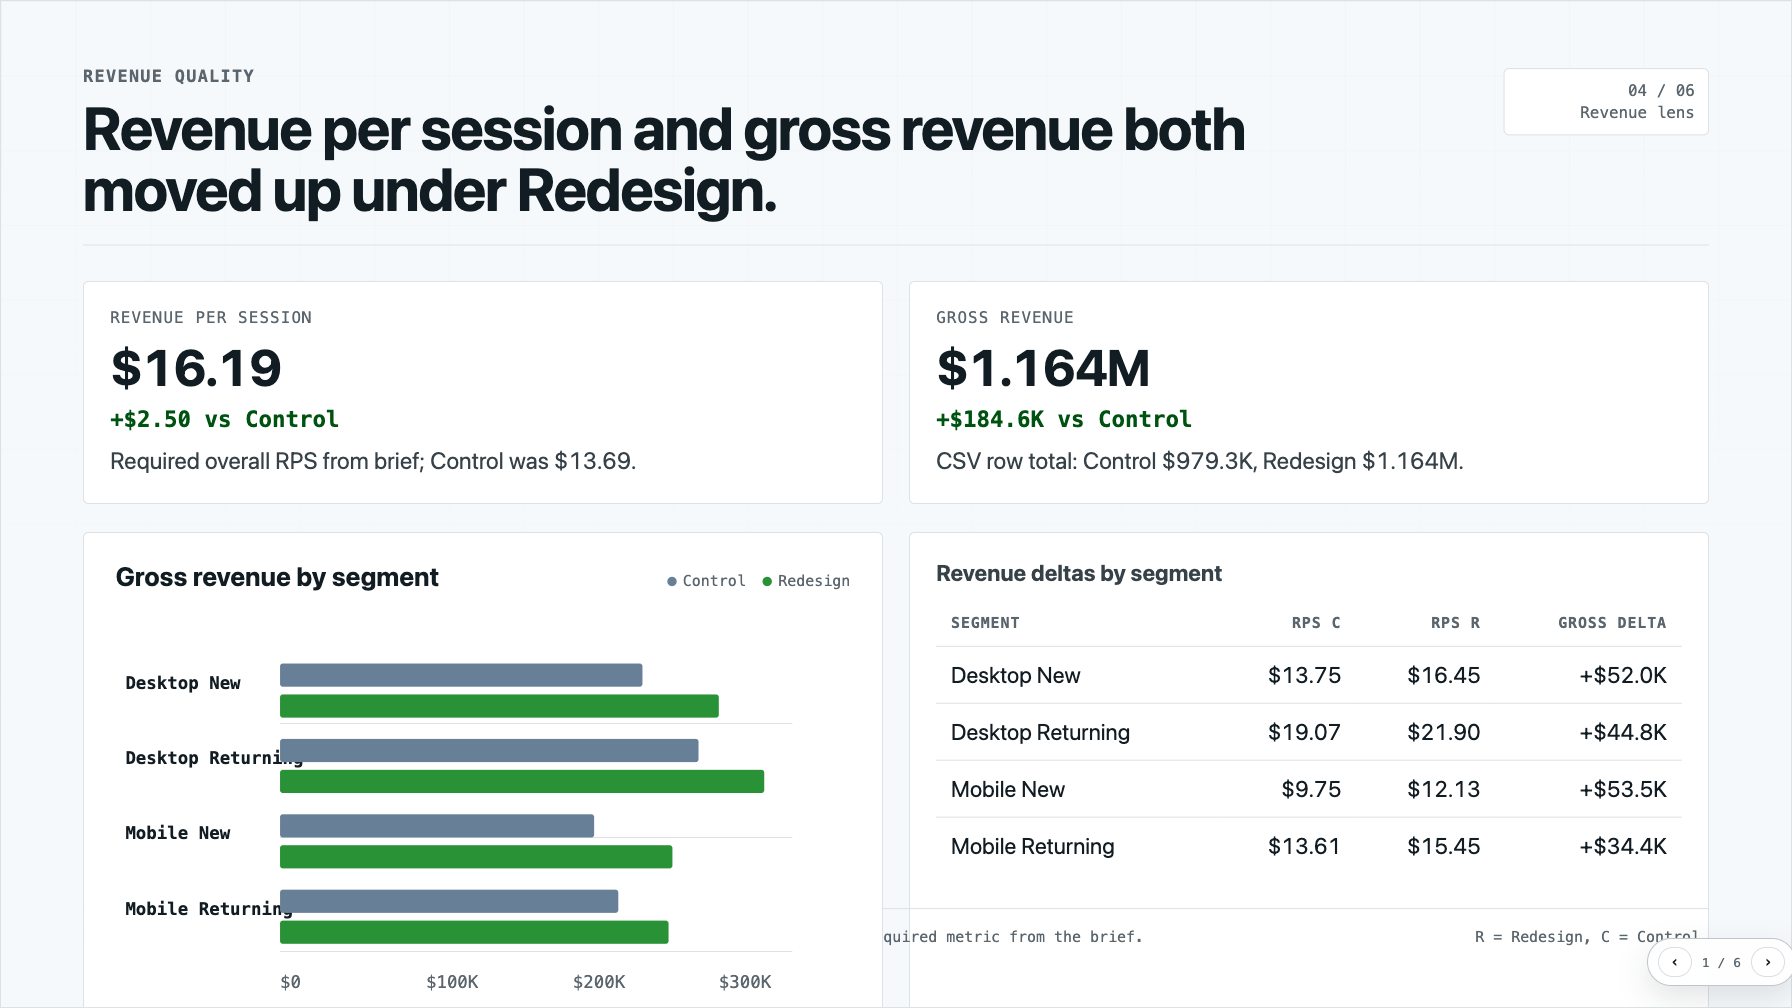 REVENUE QUALITY
Revenue per session and gross revenue both
moved up under Redesign.
04 / 06
Revenue lens
REVENUE PER SESSION
$16.19
+$2.50 vs Control
Required overall RPS from brief; Control was $13.69.
GROSS REVENUE
$1.164M
+$184.6K vs Control
CSV row total: Control $979.3K, Redesign $1.164M.
Gross revenue by segment
Control
Redesign
Desktop New
Desktop Returning
Mobile New
Mobile Returning
$0 $100K $200K $300K
Revenue deltas by segment
SEGMENT RPS C RPS R GROSS DELTA
Desktop New $13.75 $16.45 +$52.0K
Desktop Returning $19.07 $21.90 +$44.8K
Mobile New $9.75 $12.13 +$53.5K
Mobile Returning $13.61 $15.45 +$34.4K
quired metric from the brief.
R = Redesign, C = Control
1 / 6